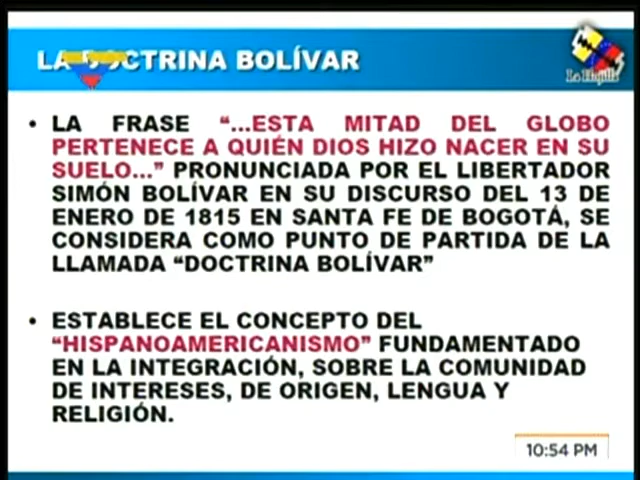 LA DOCTRINA BOLÍVAR
• LA FRASE “...ESTA MITAD DEL GLOBO
PERTENECE A QUIÉN DIOS HIZO NACER EN SU
SUELO...” PRONUNCIADA POR EL LIBERTADOR
SIMÓN BOLÍVAR EN SU DISCURSO DEL 13 DE
ENERO DE 1815 EN SANTA FE DE BOGOTÁ, SE
CONSIDERA COMO PUNTO DE PARTIDA DE LA
LLAMADA “DOCTRINA BOLÍVAR”
• ESTABLECE EL CONCEPTO DEL
“HISPANOAMERICANISMO” FUNDAMENTADO
EN LA INTEGRACIÓN, SOBRE LA COMUNIDAD
DE INTERESES, DE ORIGEN, LENGUA Y
RELIGIÓN.
10:54 PM